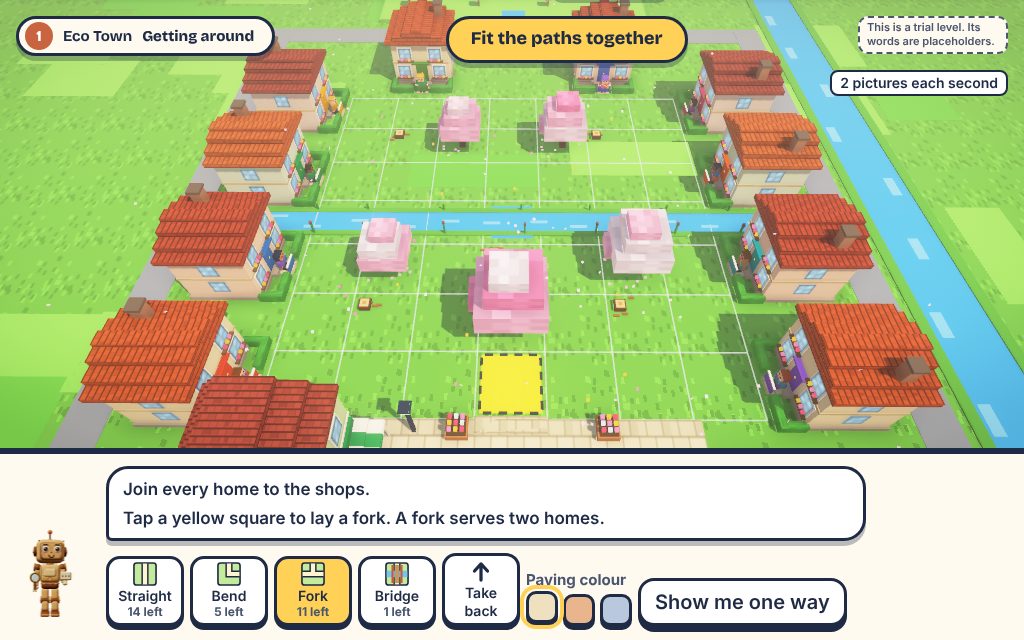 1 Eco Town Getting around
Fit the paths together
This is a trial level. Its
words are placeholders.
2 pictures each second
Join every home to the shops.
Tap a yellow square to lay a fork. A fork serves two homes.
Straight
14 left
Bend
5 left
Fork
11 left
Bridge
1 left
Take
back
Paving colour
Show me one way